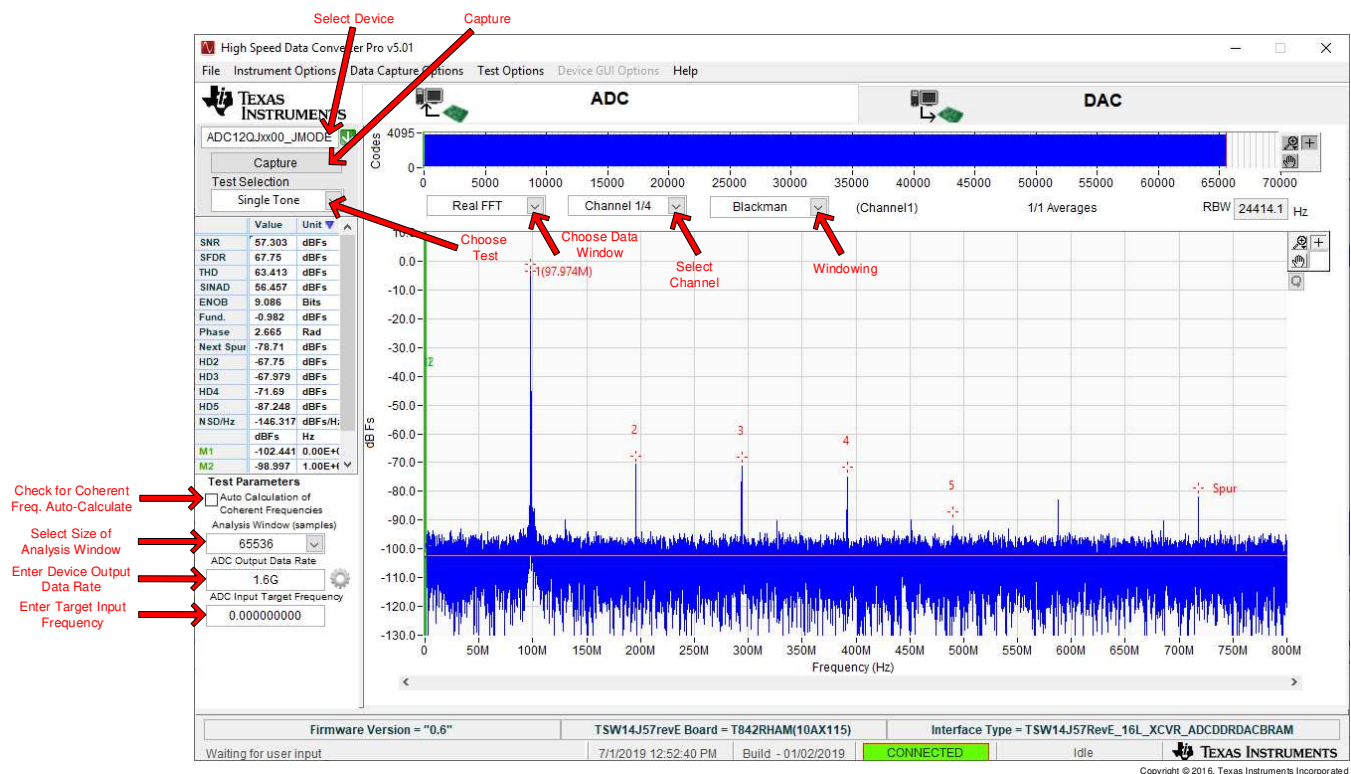 Select Device
Capture
High Speed Data Converter Pro v5.01
File Instrument Options Data Capture Options Test Options Device GUI Options Help
TEXAS INSTRUMENTS
ADC
DAC
ADC12QJxx00_JMODE
Capture
Test Selection
Single Tone
Codes
4095
0
0 5000 10000 15000 20000 25000 30000 35000 40000 45000 50000 55000 60000 65000 70000
Real FFT
Channel 1/4
Blackman
(Channel1)
1/1 Averages
RBW 24414.1 Hz
Choose Test
Choose Data Window
Select Channel
Windowing
Value Unit
SNR 57.303 dBFs
SFDR 67.75 dBFs
THD 63.413 dBFs
SINAD 56.457 dBFs
ENOB 9.086 Bits
Fund. -0.982 dBFs
Phase 2.665 Rad
Next Spur -78.71 dBFs
HD2 -67.75 dBFs
HD3 -67.979 dBFs
HD4 -71.69 dBFs
HD5 -87.248 dBFs
NSD/Hz -146.317 dBFs/H
dBFs Hz
M1 -102.441 0.00E+
M2 -98.997 1.00E+
Test Parameters
Auto Calculation of
Coherent Frequencies
Analysis Window (samples)
65536
ADC Output Data Rate
1.6G
ADC Input Target Frequency
0.000000000
Check for Coherent
Freq. Auto-Calculate
Select Size of
Analysis Window
Enter Device Output
Data Rate
Enter Target Input
Frequency
dB Fs
10.0
0.0
-10.0
-20.0
-30.0
-40.0
-50.0
-60.0
-70.0
-80.0
-90.0
-100.0
-110.0
-120.0
-130.0
1(97.974M)
2
3
4
5
Spur
0 50M 100M 150M 200M 250M 300M 350M 400M 450M 500M 550M 600M 650M 700M 750M 800M
Frequency (Hz)
Firmware Version = "0.6"
TSW14J57revE Board = T842RHAM(10AX115)
Interface Type = TSW14J57RevE_16L_XCVR_ADCDDRDACBRAM
Waiting for user input
7/1/2019 12:52:40 PM
Build - 01/02/2019
CONNECTED
Idle
TEXAS INSTRUMENTS
Copyright © 2016, Texas Instruments Incorporated